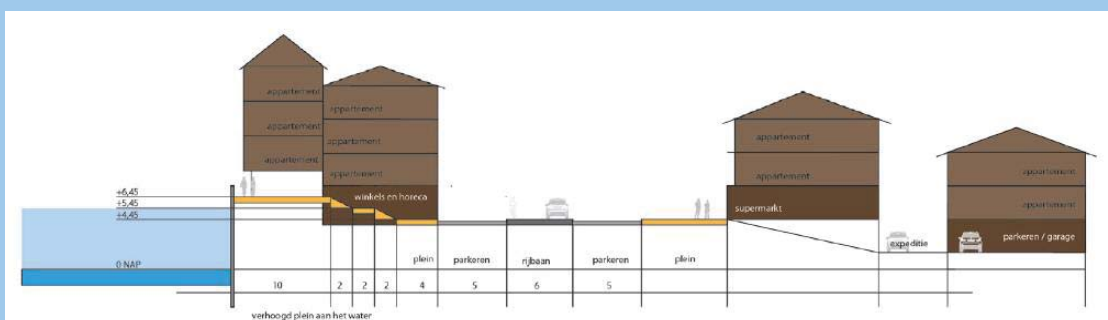 appartement
appartement
appartement
appartement
appartement
appartement
winkels en horeca
+6,45
+5,45
+4,45
0 NAP
appartement
appartement
supermarkt
appartement
appartement
expeditie
parkeren / garage
plein
parkeren
rijbaan
parkeren
plein
10
2
2
2
4
5
6
5
verhoogd plein aan het water